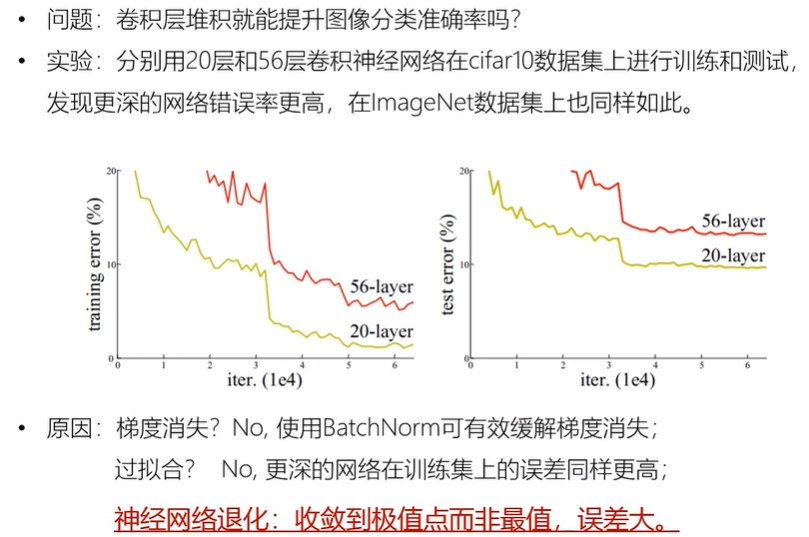 • 问题：卷积层堆积就能提升图像分类准确率吗？
• 实验：分别用20层和56层卷积神经网络在cifar10数据集上进行训练和测试，
发现更深的网络错误率更高，在ImageNet数据集上也同样如此。
training error (%)
20
10
0
1
2
3
4
5
6
iter. (1e4)
56-layer
20-layer
test error (%)
20
10
0
1
2
3
4
5
6
iter. (1e4)
56-layer
20-layer
• 原因：梯度消失？No, 使用BatchNorm可有效缓解梯度消失；
过拟合？ No, 更深的网络在训练集上的误差同样更高；
神经网络退化：收敛到极值点而非最值，误差大。